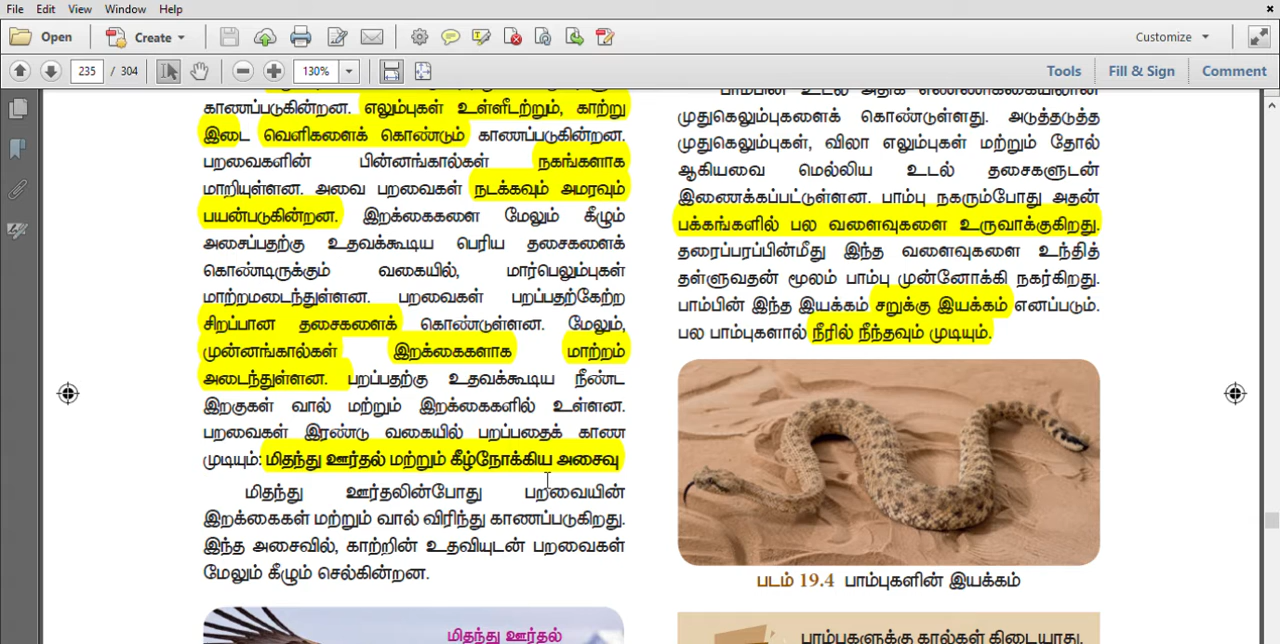 File Edit View Window Help
Open Create Customize
235 / 304 130% Tools Fill & Sign Comment
காணப்படுகின்றன. எலும்புகள் உள்ளீடற்றும், காற்று
இடை வெளிகளைக் கொண்டும் காணப்படுகின்றன.
பறவைகளின் பின்னங்கால்கள் நகங்களாக
மாறியுள்ளன. அவை பறவைகள் நடக்கவும் அமரவும்
பயன்படுகின்றன. இறக்கைகளை மேலும் கீழும்
அசைப்பதற்கு உதவக்கூடிய பெரிய தசைகளைக்
கொண்டிருக்கும் வகையில், மார்பெலும்புகள்
மாற்றமடைந்துள்ளன. பறவைகள் பறப்பதற்கேற்ற
சிறப்பான தசைகளைக் கொண்டுள்ளன. மேலும்,
முன்னங்கால்கள் இறக்கைகளாக மாற்றம்
அடைந்துள்ளன. பறப்பதற்கு உதவக்கூடிய நீண்ட
இறகுகள் வால் மற்றும் இறக்கைகளில் உள்ளன.
பறவைகள் இரண்டு வகையில் பறப்பதைக் காண
முடியும்: மிதந்து ஊர்தல் மற்றும் கீழ்நோக்கிய அசைவு
மிதந்து ஊர்தலின்போது பறவையின்
இறக்கைகள் மற்றும் வால் விரிந்து காணப்படுகிறது.
இந்த அசைவில், காற்றின் உதவியுடன் பறவைகள்
மேலும் கீழும் செல்கின்றன.
மிதந்து ஊர்தல்
பாம்பின் உடல் அதிக எண்ணிக்கையிலான
முதுகெலும்புகளைக் கொண்டுள்ளது. அடுத்தடுத்த
முதுகெலும்புகள், விலா எலும்புகள் மற்றும் தோல்
ஆகியவை மெல்லிய உடல் தசைகளுடன்
இணைக்கப்பட்டுள்ளன. பாம்பு நகரும்போது அதன்
பக்கங்களில் பல வளைவுகளை உருவாக்குகிறது.
தரைப்பரப்பின்மீது இந்த வளைவுகளை உந்தித்
தள்ளுவதன் மூலம் பாம்பு முன்னோக்கி நகர்கிறது.
பாம்பின் இந்த இயக்கம் சறுக்கு இயக்கம் எனப்படும்.
பல பாம்புகளால் நீரில் நீந்தவும் முடியும்.
படம் 19.4 பாம்புகளின் இயக்கம்
பாம்புகளுக்கு கால்கள் கிடையாது.